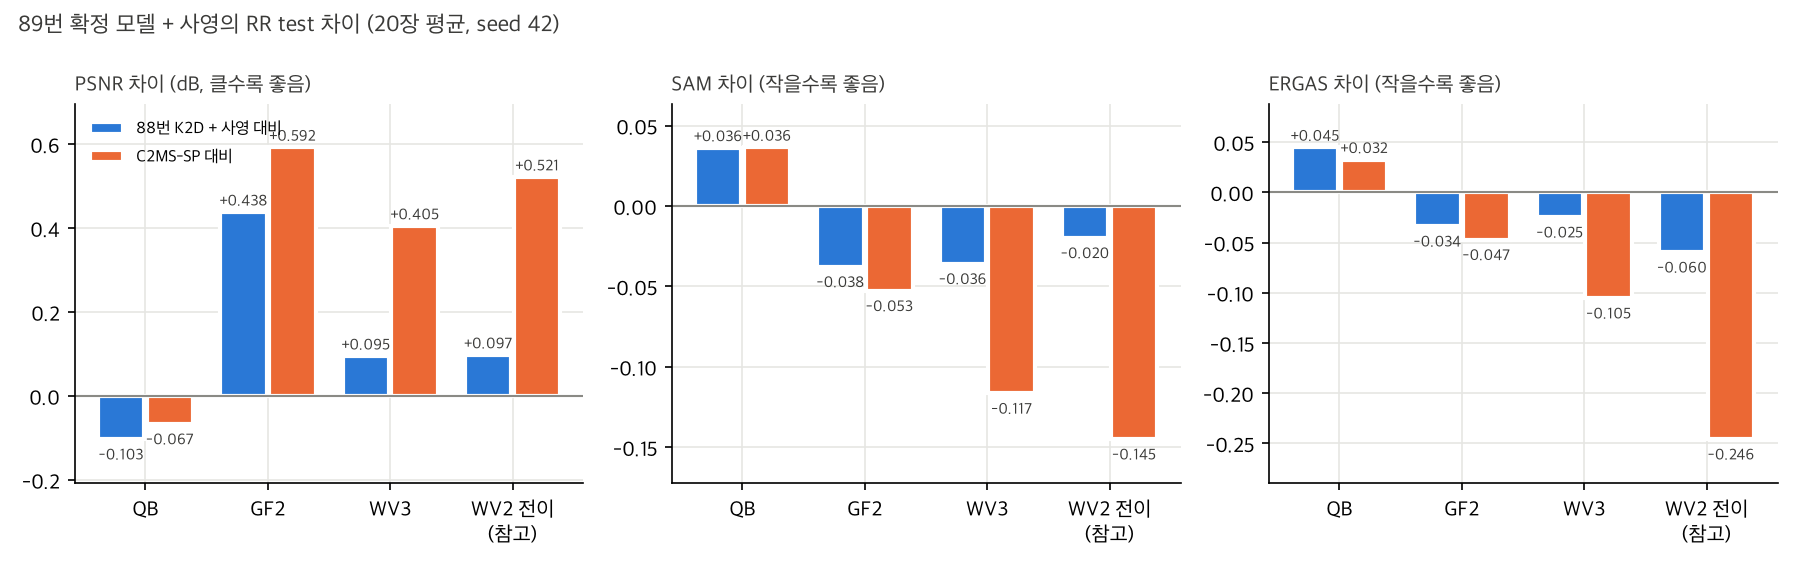 89번 확정 모델 + 사영의 RR test 차이 (20장 평균, seed 42)
PSNR 차이 (dB, 클수록 좋음)
88번 K2D + 사영 대비
C2MS-SP 대비
0.6
0.4
0.2
0.0
-0.2
-0.103
-0.067
+0.438
+0.592
+0.095
+0.405
+0.097
+0.521
QB
GF2
WV3
WV2 전이
(참고)
SAM 차이 (작을수록 좋음)
0.05
0.00
-0.05
-0.10
-0.15
+0.036
+0.036
-0.038
-0.053
-0.036
-0.117
-0.020
-0.145
QB
GF2
WV3
WV2 전이
(참고)
ERGAS 차이 (작을수록 좋음)
0.05
0.00
-0.05
-0.10
-0.15
-0.20
-0.25
+0.045
+0.032
-0.034
-0.047
-0.025
-0.105
-0.060
-0.246
QB
GF2
WV3
WV2 전이
(참고)